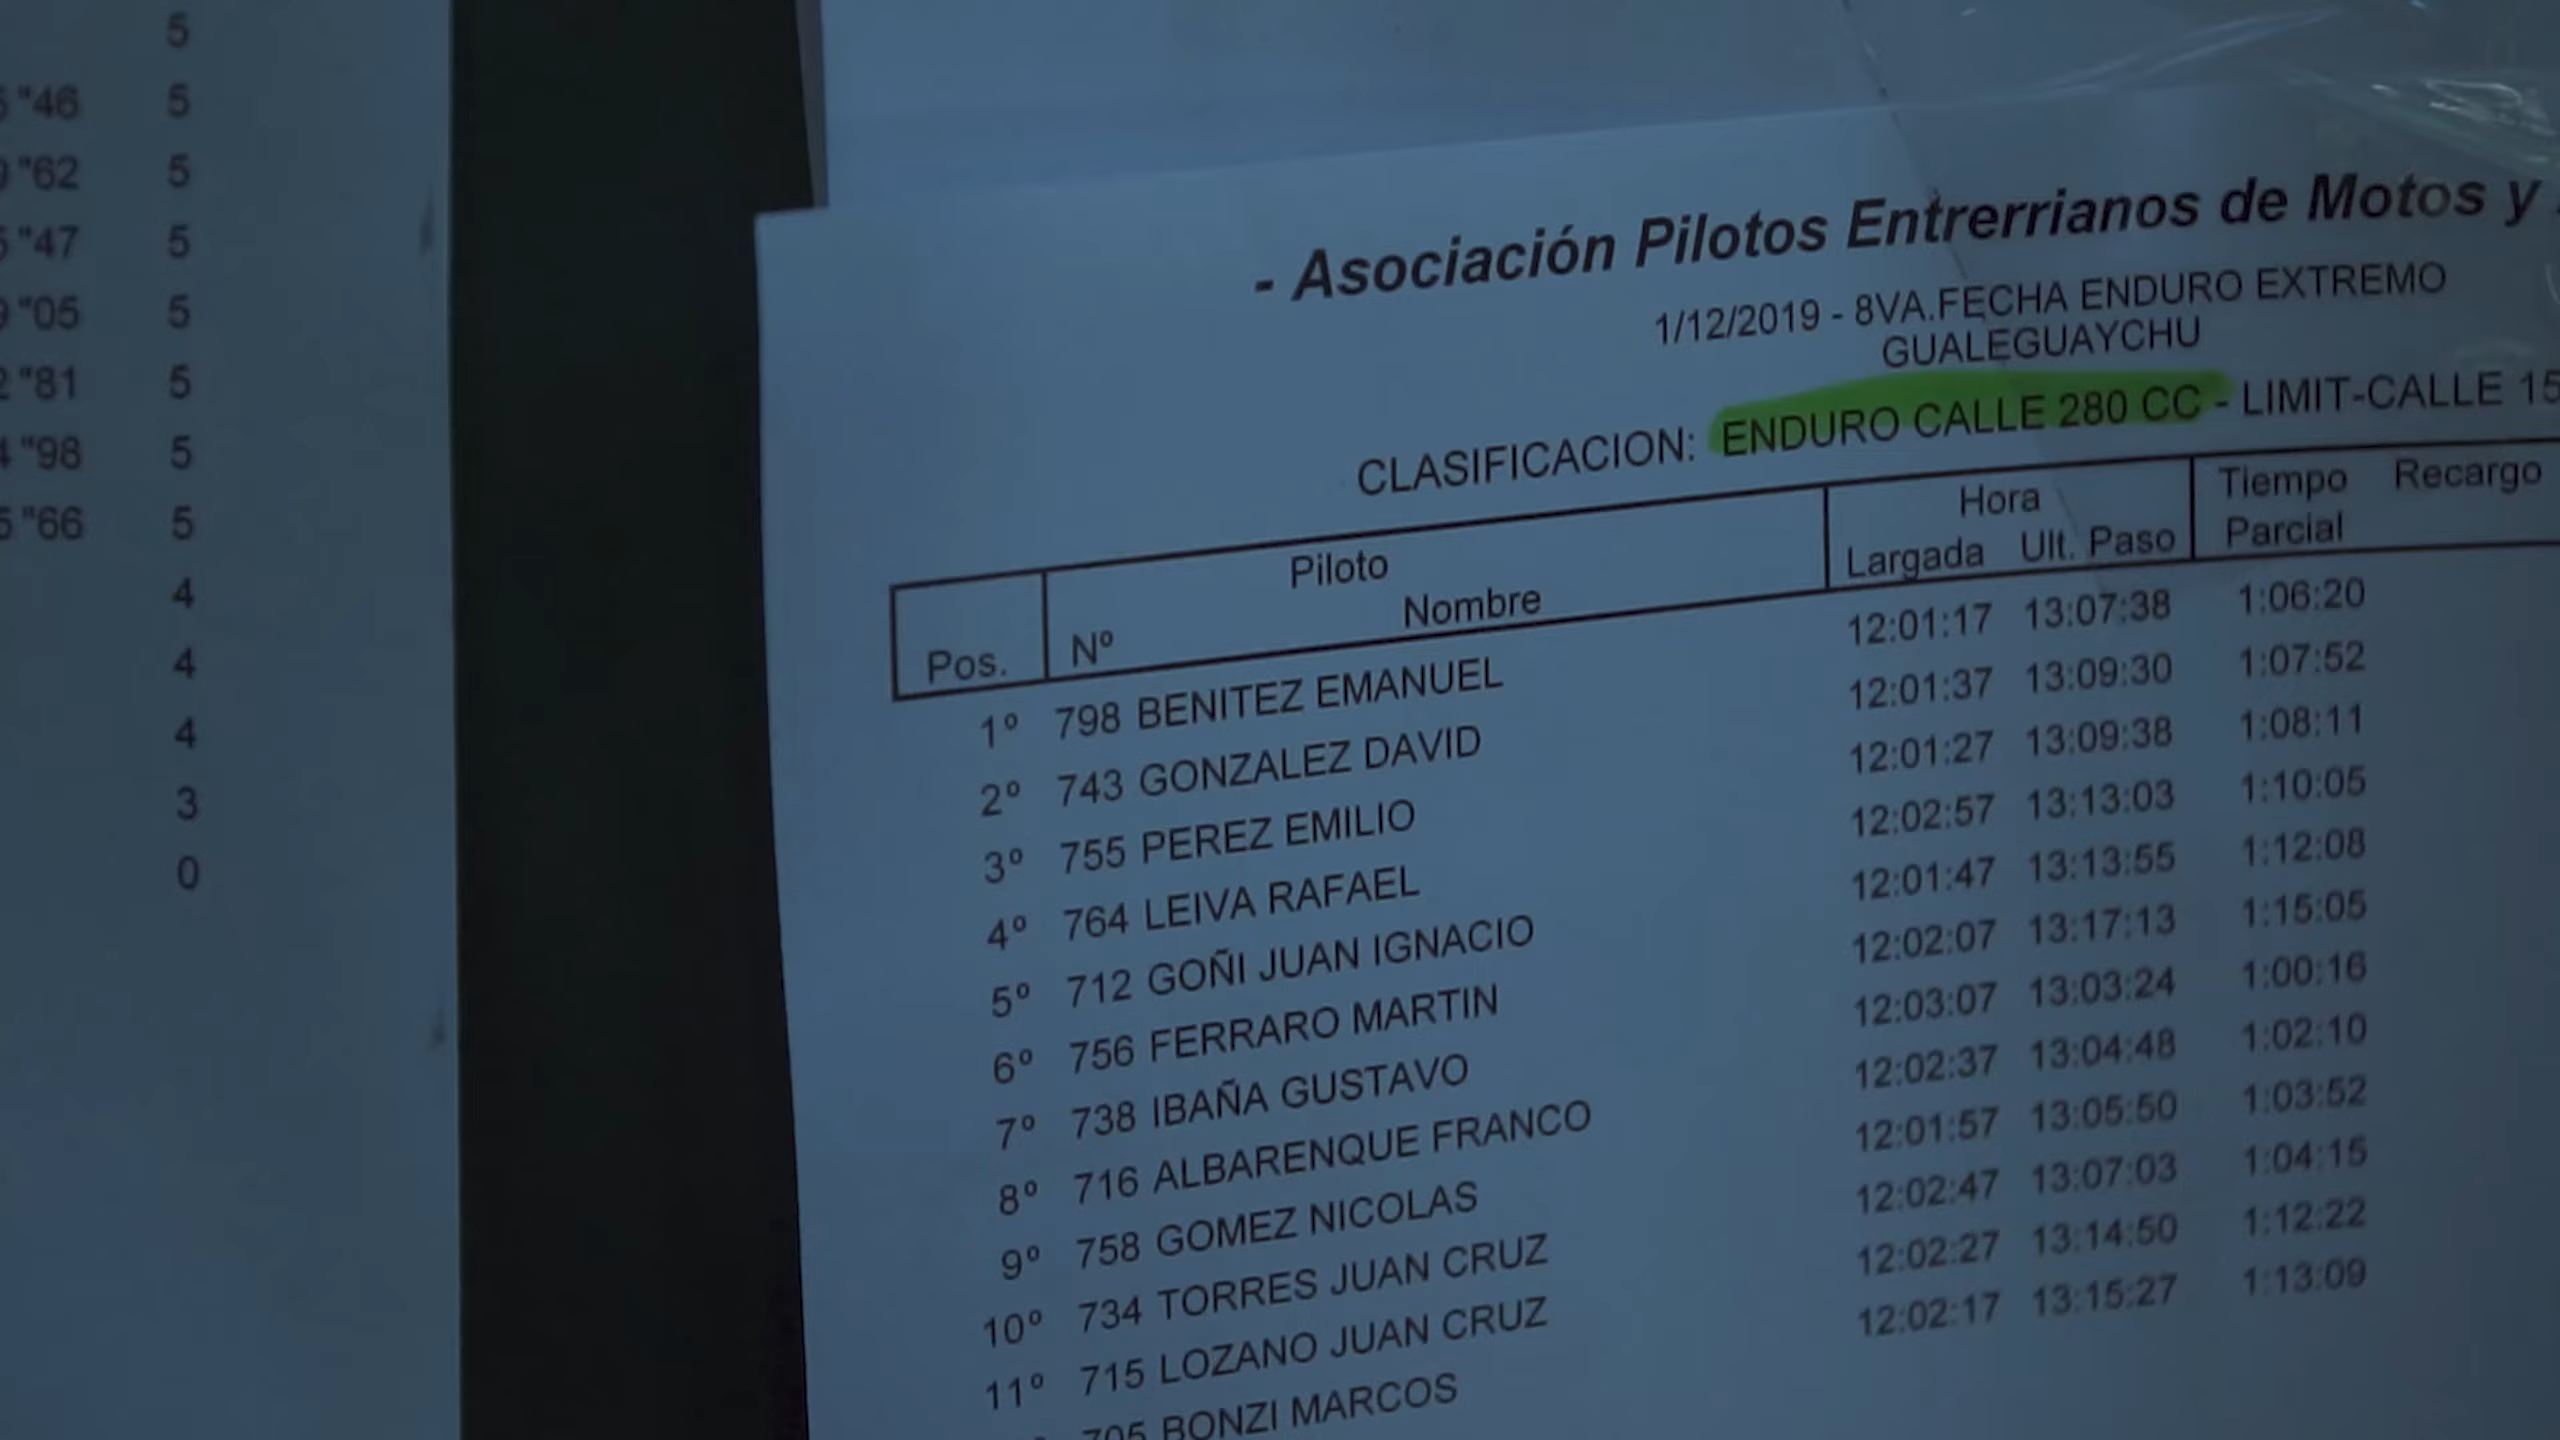 5
"46 5
"62 5
"47 5
"05 5
"81 5
"98 5
"66 5
4
4
4
3
0
- Asociación Pilotos Entrerrianos de Motos y
1/12/2019 - 8VA.FECHA ENDURO EXTREMO
GUALEGUAYCHU
CLASIFICACION: ENDURO CALLE 280 CC - LIMIT-CALLE 15
Piloto Hora Tiempo Recargo
Pos. Nº Nombre Largada Ult. Paso Parcial
1º 798 BENITEZ EMANUEL 12:01:17 13:07:38 1:06:20
2º 743 GONZALEZ DAVID 12:01:37 13:09:30 1:07:52
3º 755 PEREZ EMILIO 12:01:27 13:09:38 1:08:11
4º 764 LEIVA RAFAEL 12:02:57 13:13:03 1:10:05
5º 712 GOÑI JUAN IGNACIO 12:01:47 13:13:55 1:12:08
6º 756 FERRARO MARTIN 12:02:07 13:17:13 1:15:05
7º 738 IBAÑA GUSTAVO 12:03:07 13:03:24 1:00:16
8º 716 ALBARENQUE FRANCO 12:02:37 13:04:48 1:02:10
9º 758 GOMEZ NICOLAS 12:01:57 13:05:50 1:03:52
10º 734 TORRES JUAN CRUZ 12:02:47 13:07:03 1:04:15
11º 715 LOZANO JUAN CRUZ 12:02:27 13:14:50 1:12:22
705 BONZI MARCOS 12:02:17 13:15:27 1:13:09